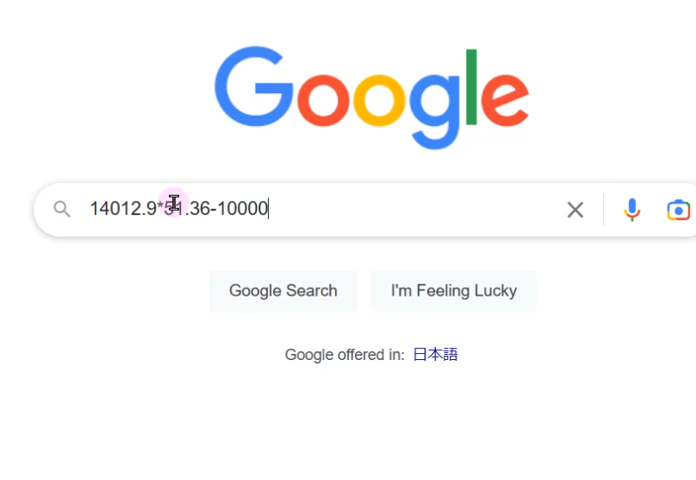 Google
14012.9*51.36-10000
Google Search
I'm Feeling Lucky
Google offered in: 日本語